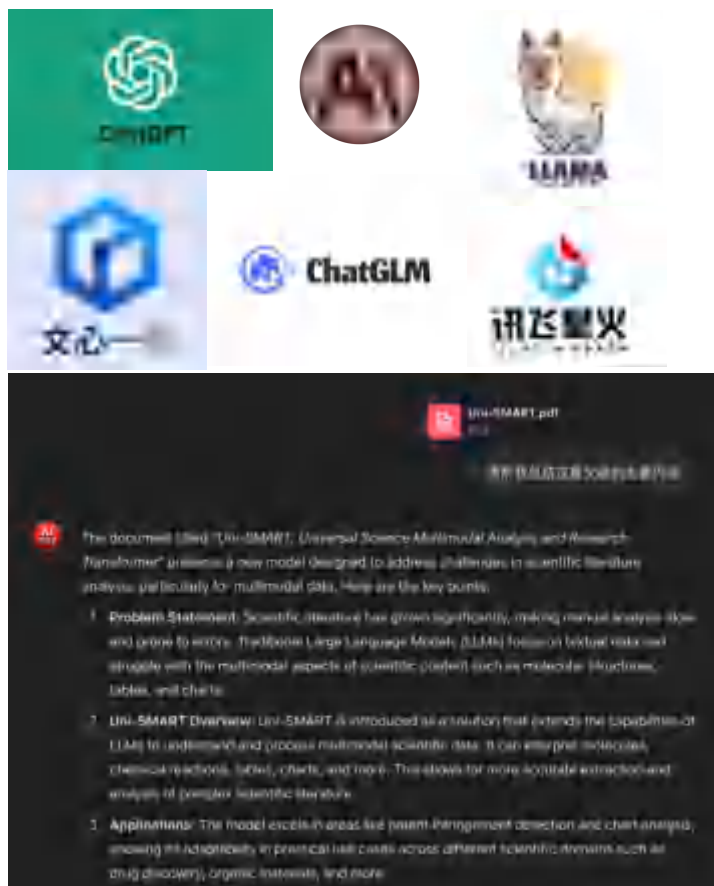 ChatGPT
AI
LLAMA
文心一
ChatGLM
讯飞星火
Uni-SMART.pdf
AI
The document titled "Uni-SMART: Universal Science Multimodal Analysis and Research
Transformer" presents a new model designed to address challenges in scientific literature
analysis, particularly for multimodal data. Here are the key points:
1. Problem Statement: Scientific literature has grown significantly, making manual analysis slow
and prone to errors. Traditional Large Language Models (LLMs) focus on textual data and
struggle with the multimodal aspects of scientific content such as molecular structures,
tables, and charts.
2. Uni-SMART Overview: Uni-SMART is introduced as a solution that extends the capabilities of
LLMs to understand and process multimodal scientific data. It can interpret molecules,
chemical reactions, tables, charts, and more. This allows for more accurate extraction and
analysis of complex scientific literature.
3. Applications: The model excels in areas like patent infringement detection and chart analysis,
showing its adaptability in practical use cases across different scientific domains such as
drug discovery, organic materials, and more.